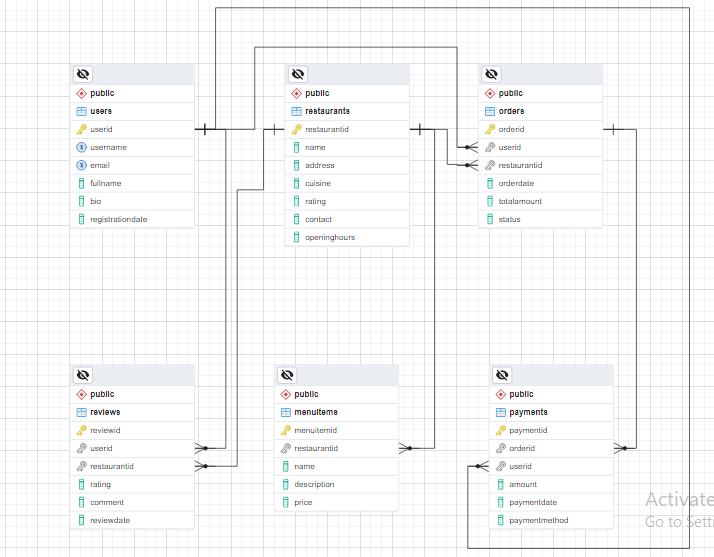 public
users
userid
username
email
fullname
bio
registrationdate
public
restaurants
restaurantid
name
address
cuisine
rating
contact
openinghours
public
orders
orderid
userid
restaurantid
orderdate
totalamount
status
public
reviews
reviewid
userid
restaurantid
rating
comment
reviewdate
public
menuitems
menuitemid
restaurantid
name
description
price
public
payments
paymentid
orderid
userid
amount
paymentdate
paymentmethod
Activate
Go to Setti